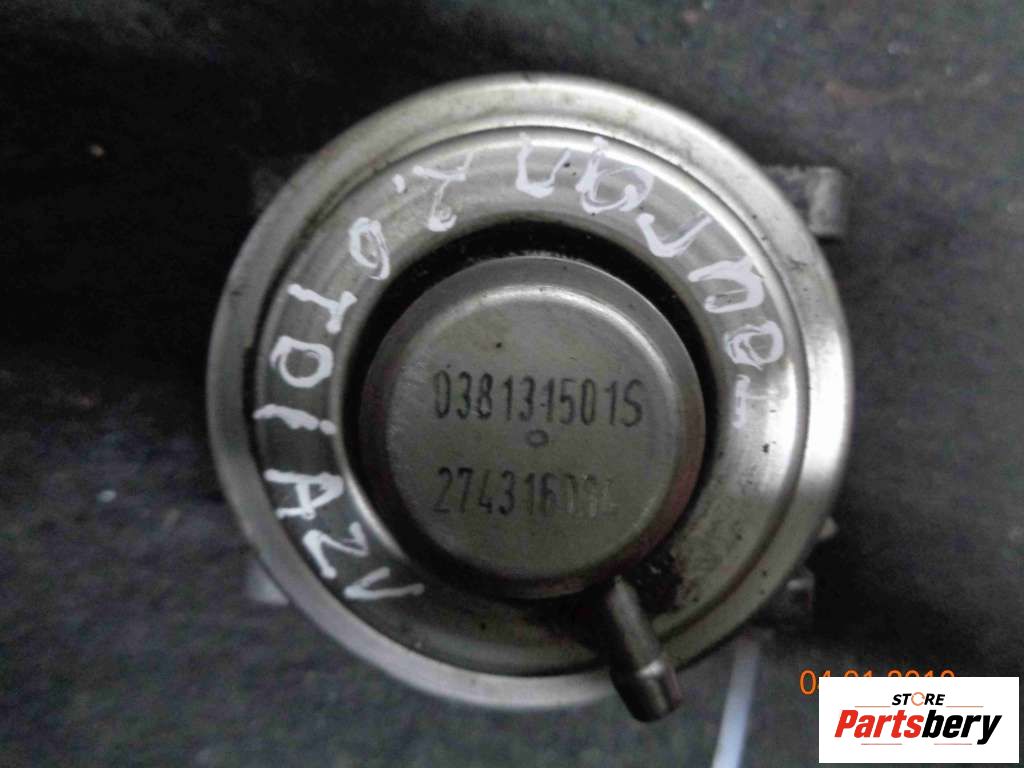 038131501S
TOURAN 2.0 TDI AZV
STORE
Partsbery